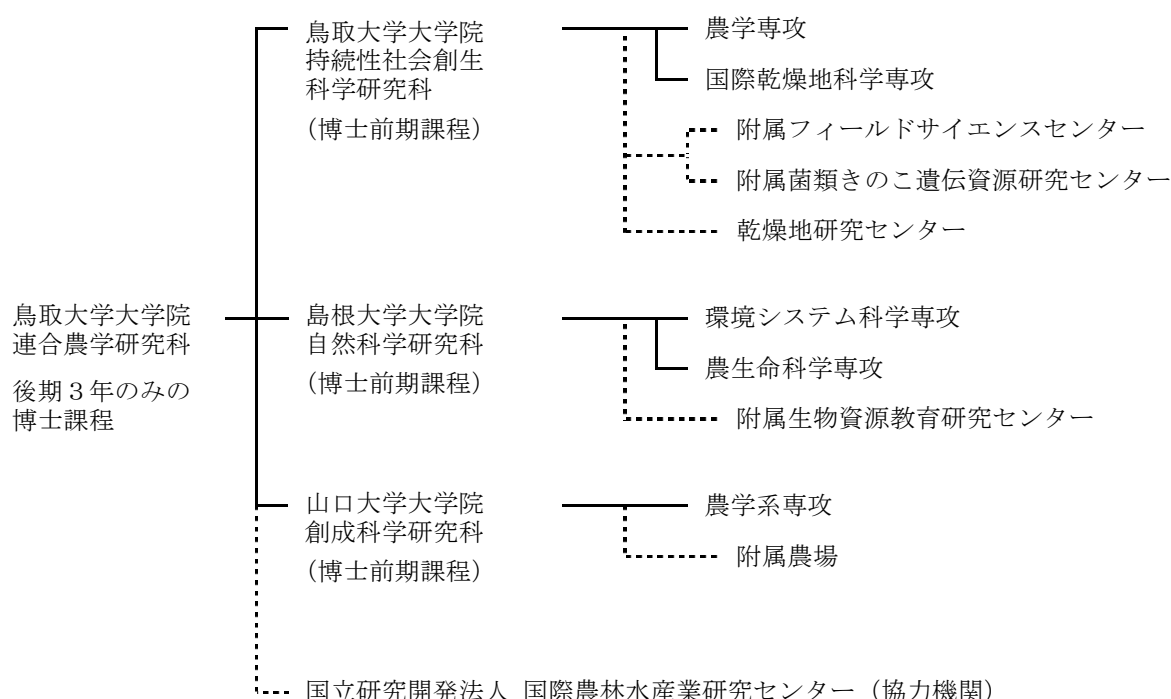 鳥取大学大学院
連合農学研究科
後期3年のみの
博士課程
鳥取大学大学院
持続性社会創生
科学研究科
(博士前期課程)
農学専攻
国際乾燥地科学専攻
附属フィールドサイエンスセンター
附属菌類きのこ遺伝資源研究センター
乾燥地研究センター
島根大学大学院
自然科学研究科
(博士前期課程)
環境システム科学専攻
農生命科学専攻
附属生物資源教育研究センター
山口大学大学院
創成科学研究科
(博士前期課程)
農学系専攻
附属農場
国立研究開発法人 国際農林水産業研究センター(協力機関)